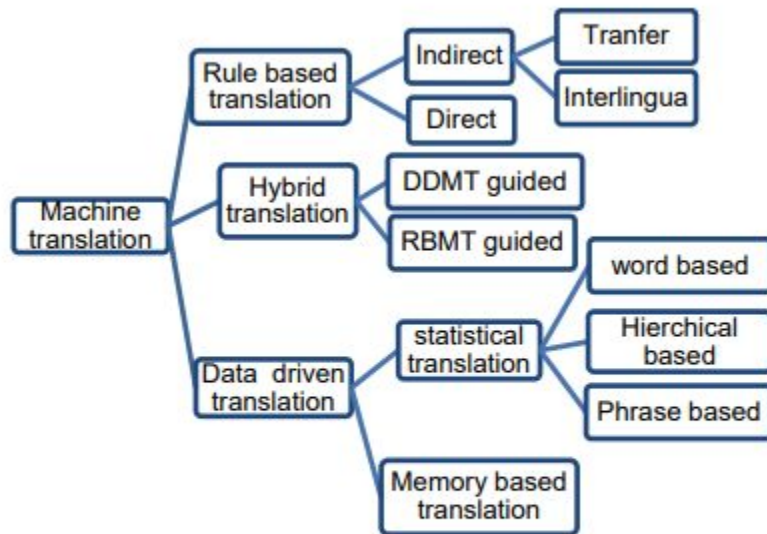 Machine
translation
Rule based
translation
Indirect
Tranfer
Interlingua
Direct
Hybrid
translation
DDMT guided
RBMT guided
Data driven
translation
statistical
translation
word based
Hierchical
based
Phrase based
Memory based
translation